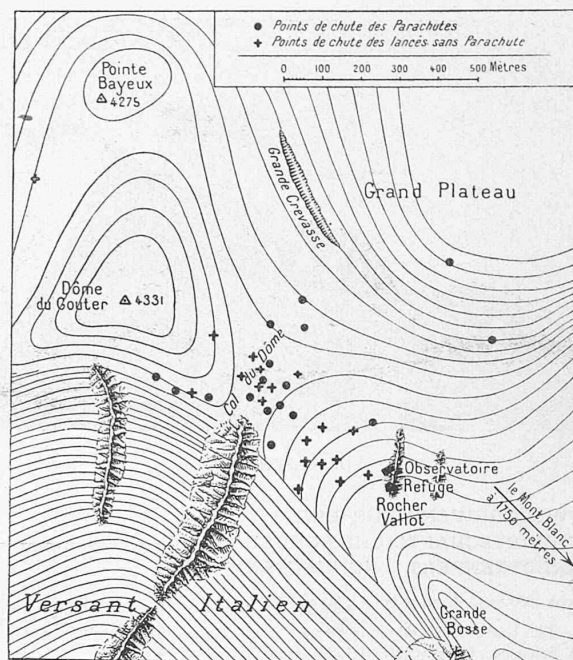 Points de chute des Parachutes
Points de chute des lancés sans Parachute
Mètres
0 100 200 300 400 500
Pointe
Bayeux
4275
Grande Crevasse
Grand Plateau
Dôme
du Gouter
4331
Col du Dôme
Observatoire
Refuge
Rocher
Vallot
le Mont Blanc
à 1750 mètres
Versant Italien
Grande
Bosse